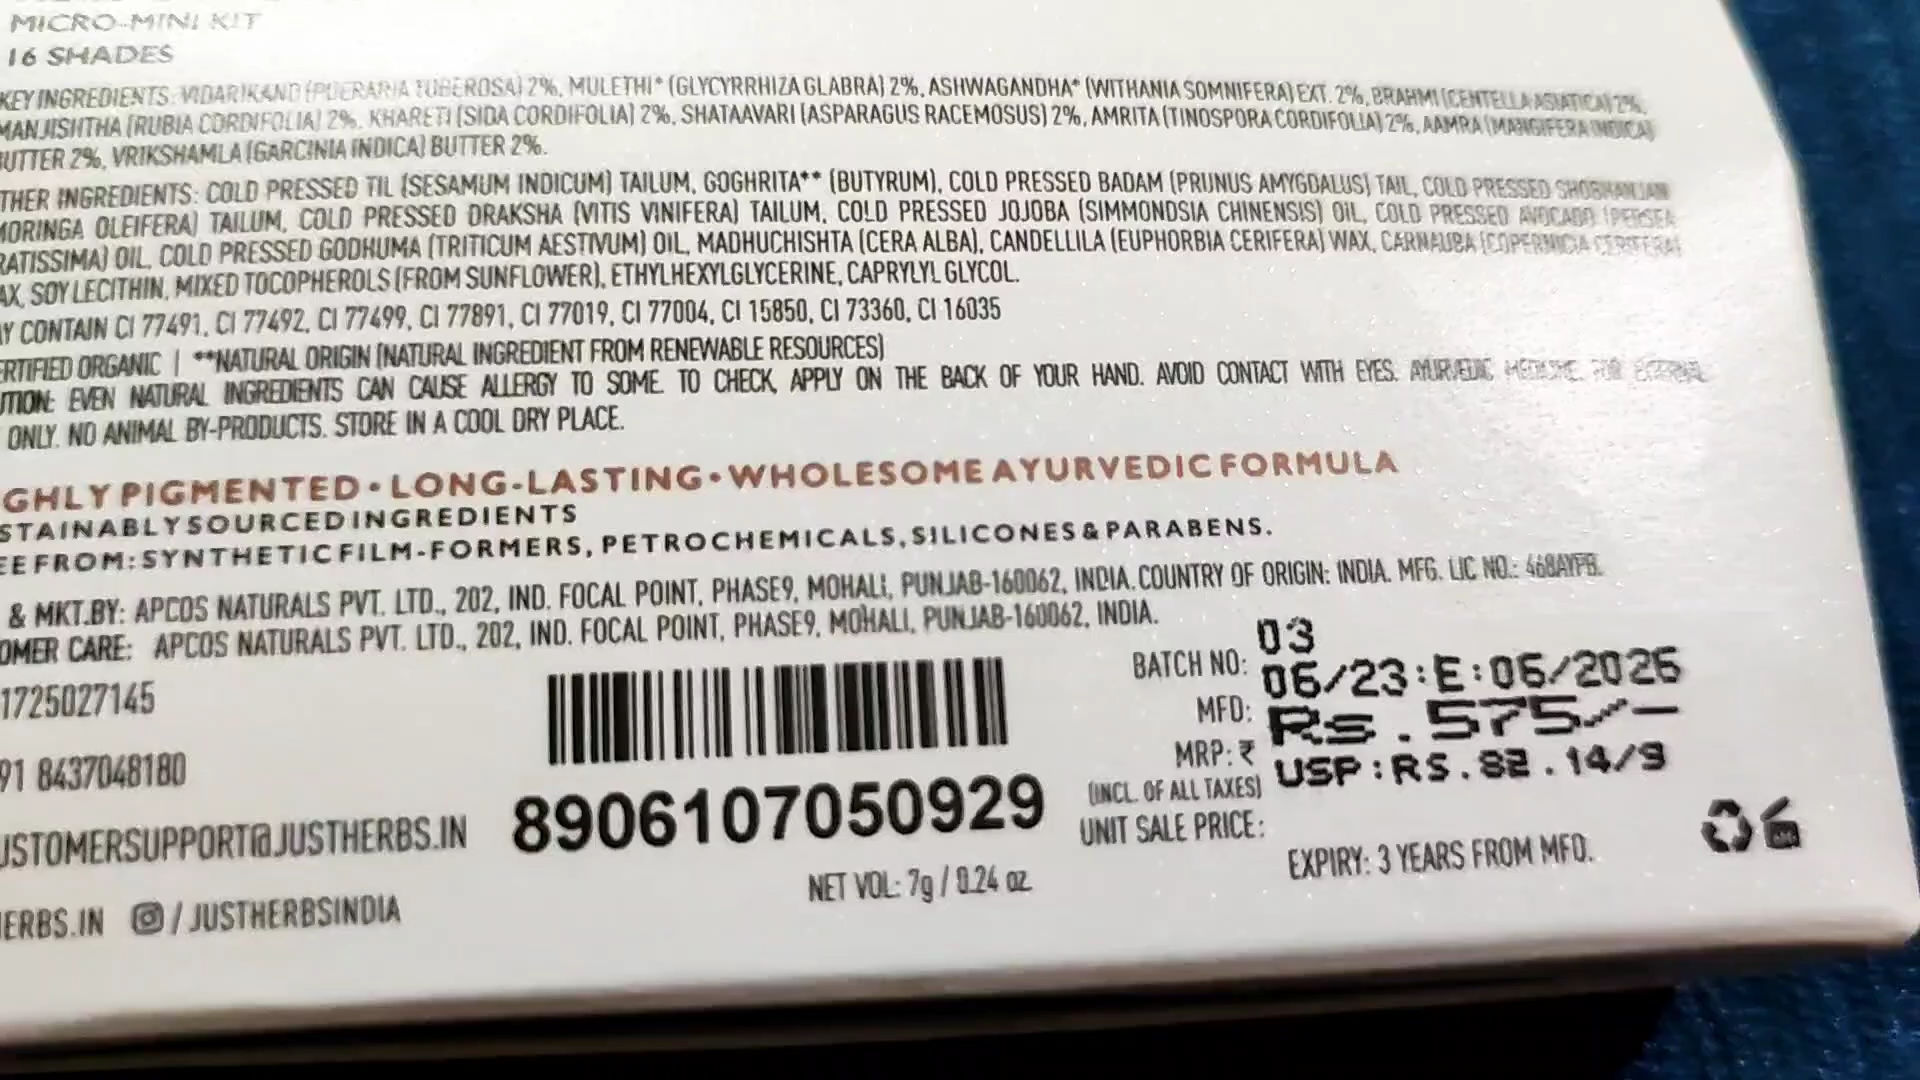 MICRO-MINI KIT
16 SHADES
KEY INGREDIENTS: VIDARIKAND (PUERARIA TUBEROSA) 2%, MULETHI* (GLYCYRRHIZA GLABRA) 2%, ASHWAGANDHA* (WITHANIA SOMNIFERA) EXT. 2%, BRAHMI (CENTELLA ASIATICA) 2%,
MANJISHTHA (RUBIA CORDIFOLIA) 2%, KHARETI (SIDA CORDIFOLIA) 2%, SHATAAVARI (ASPARAGUS RACEMOSUS) 2%, AMRITA (TINOSPORA CORDIFOLIA) 2%, AAMRA (MANGIFERA INDICA)
BUTTER 2%, VRIKSHAMLA (GARCINIA INDICA) BUTTER 2%.
THER INGREDIENTS: COLD PRESSED TIL (SESAMUM INDICUM) TAILUM, GOGHRITA** (BUTYRUM), COLD PRESSED BADAM (PRUNUS AMYGDALUS) TAIL, COLD PRESSED SHOBHANJAN
MORINGA OLEIFERA) TAILUM, COLD PRESSED DRAKSHA (VITIS VINIFERA) TAILUM, COLD PRESSED JOJOBA (SIMMONDSIA CHINENSIS) OIL, COLD PRESSED AVOCADO (PERSEA
RATISSIMA) OIL, COLD PRESSED GODHUMA (TRITICUM AESTIVUM) OIL, MADHUCHISHTA (CERA ALBA), CANDELLILA (EUPHORBIA CERIFERA) WAX, CARNAUBA (COPERNICIA CERIFERA)
AX, SOY LECITHIN, MIXED TOCOPHEROLS (FROM SUNFLOWER), ETHYLHEXYLGLYCERINE, CAPRYLYL GLYCOL.
AY CONTAIN CI 77491, CI 77492, CI 77499, CI 77891, CI 77019, CI 77004, CI 15850, CI 73360, CI 16035
ERTIFIED ORGANIC | **NATURAL ORIGIN (NATURAL INGREDIENT FROM RENEWABLE RESOURCES)
UTION: EVEN NATURAL INGREDIENTS CAN CAUSE ALLERGY TO SOME. TO CHECK, APPLY ON THE BACK OF YOUR HAND. AVOID CONTACT WITH EYES. AYURVEDIC MEDICINE. FOR EXTERNAL
ONLY. NO ANIMAL BY-PRODUCTS. STORE IN A COOL DRY PLACE.
GHLY PIGMENTED • LONG-LASTING • WHOLESOME AYURVEDIC FORMULA
STAINABLY SOURCED INGREDIENTS
EE FROM: SYNTHETIC FILM-FORMERS, PETROCHEMICALS, SILICONES & PARABENS.
& MKT.BY: APCOS NATURALS PVT. LTD., 202, IND. FOCAL POINT, PHASE9, MOHALI, PUNJAB-160062, INDIA. COUNTRY OF ORIGIN: INDIA. MFG. LIC NO.: 468AYPB.
OMER CARE: APCOS NATURALS PVT. LTD., 202, IND. FOCAL POINT, PHASE9, MOHALI, PUNJAB-160062, INDIA.
1725027145
91 8437048180
USTOMERSUPPORT@JUSTHERBS.IN
ERBS.IN /JUSTHERBSINDIA
8906107050929
NET VOL: 7g / 0.24 oz
BATCH NO: 03
MFD: 06/23:E:06/2026
MRP: ₹ Rs.575/-
(INCL. OF ALL TAXES)
UNIT SALE PRICE: USP:RS.82.14/9
EXPIRY: 3 YEARS FROM MFD.